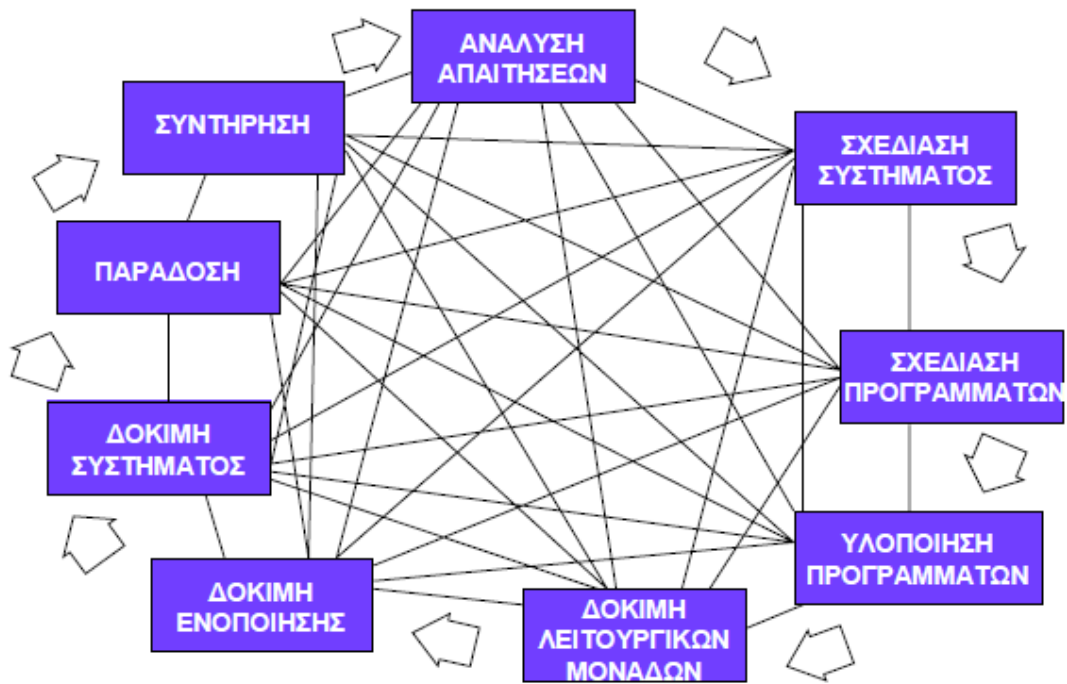 ΑΝΑΛΥΣΗ
ΑΠΑΙΤΗΣΕΩΝ
ΣΧΕΔΙΑΣΗ
ΣΥΣΤΗΜΑΤΟΣ
ΣΧΕΔΙΑΣΗ
ΠΡΟΓΡΑΜΜΑΤΩΝ
ΥΛΟΠΟΙΗΣΗ
ΠΡΟΓΡΑΜΜΑΤΩΝ
ΔΟΚΙΜΗ
ΛΕΙΤΟΥΡΓΙΚΩΝ
ΜΟΝΑΔΩΝ
ΔΟΚΙΜΗ
ΕΝΟΠΟΙΗΣΗΣ
ΔΟΚΙΜΗ
ΣΥΣΤΗΜΑΤΟΣ
ΠΑΡΑΔΟΣΗ
ΣΥΝΤΗΡΗΣΗ